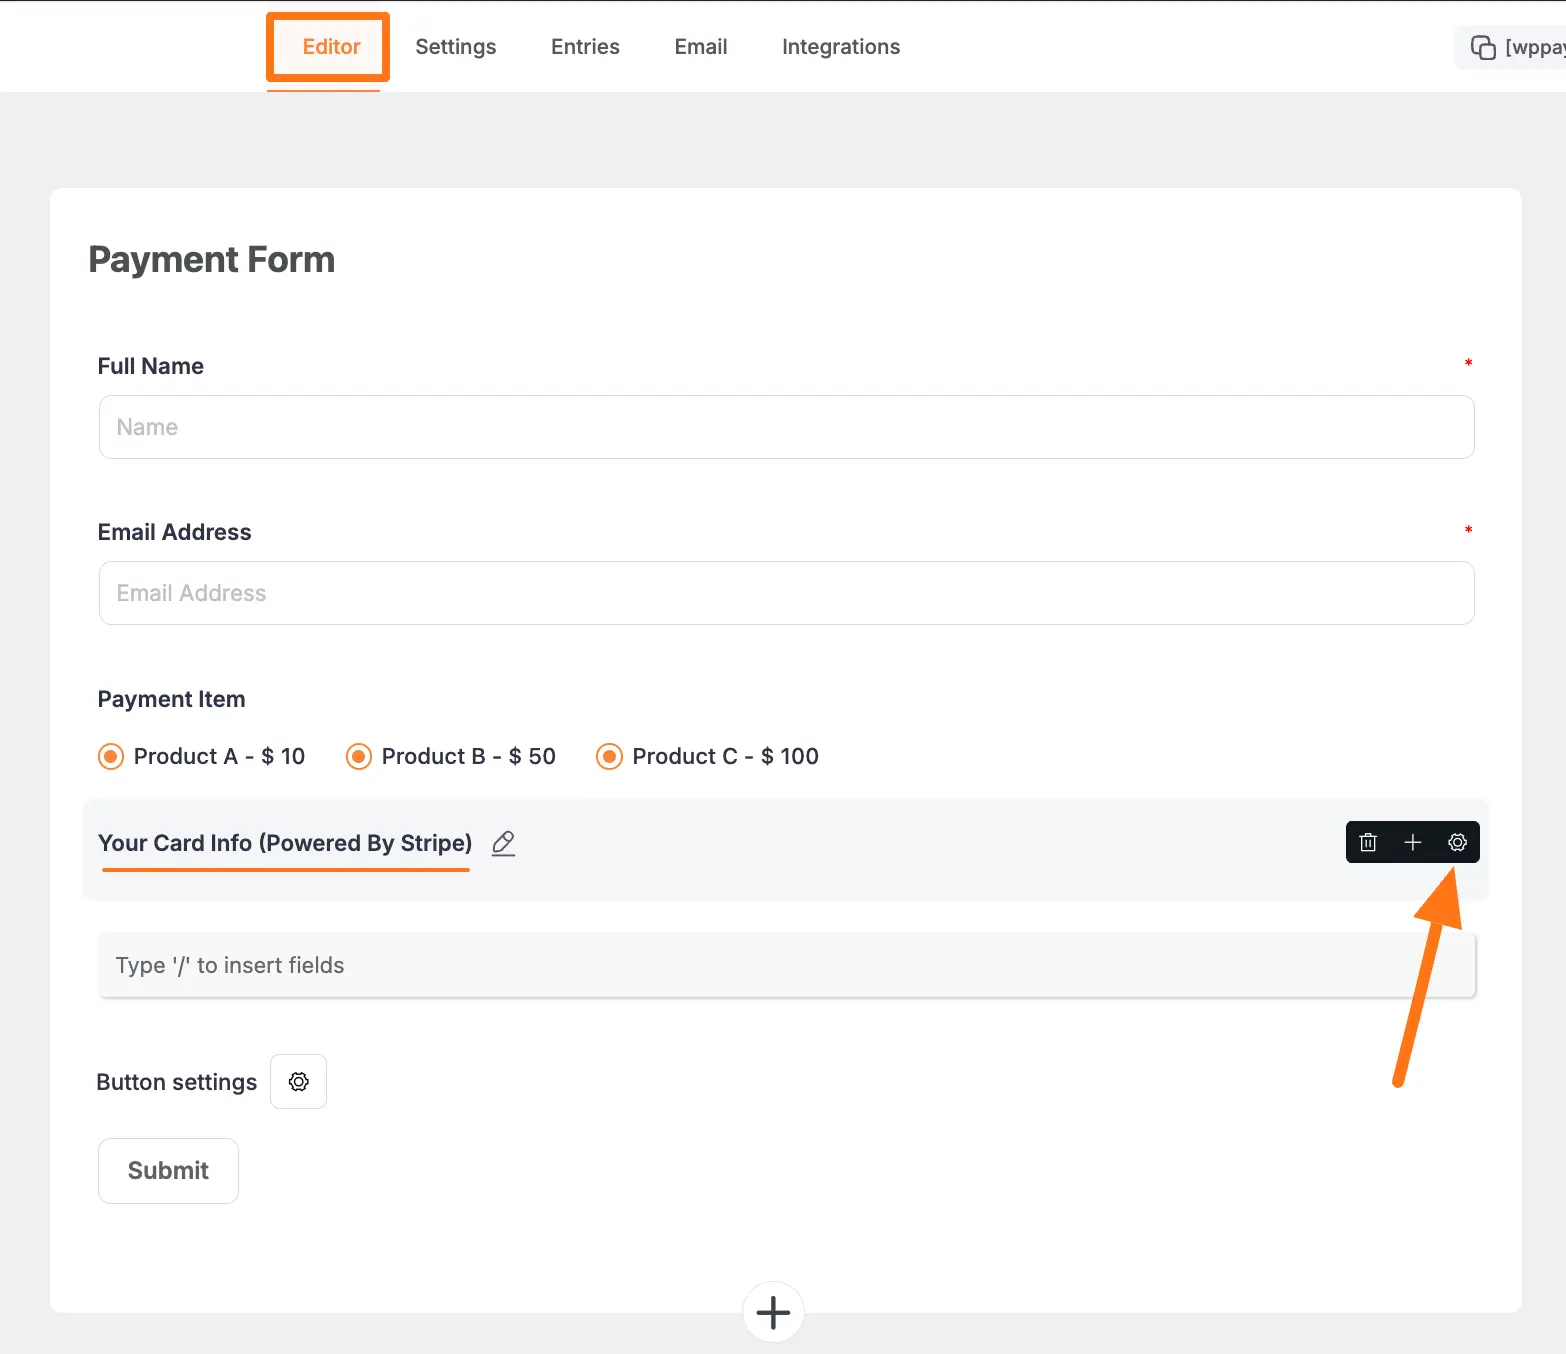 Editor Settings Entries Email Integrations [wppay
Payment Form
Full Name *
Name
Email Address *
Email Address
Payment Item
Product A - $ 10 Product B - $ 50 Product C - $ 100
Your Card Info (Powered By Stripe)
Type '/' to insert fields
Button settings
Submit